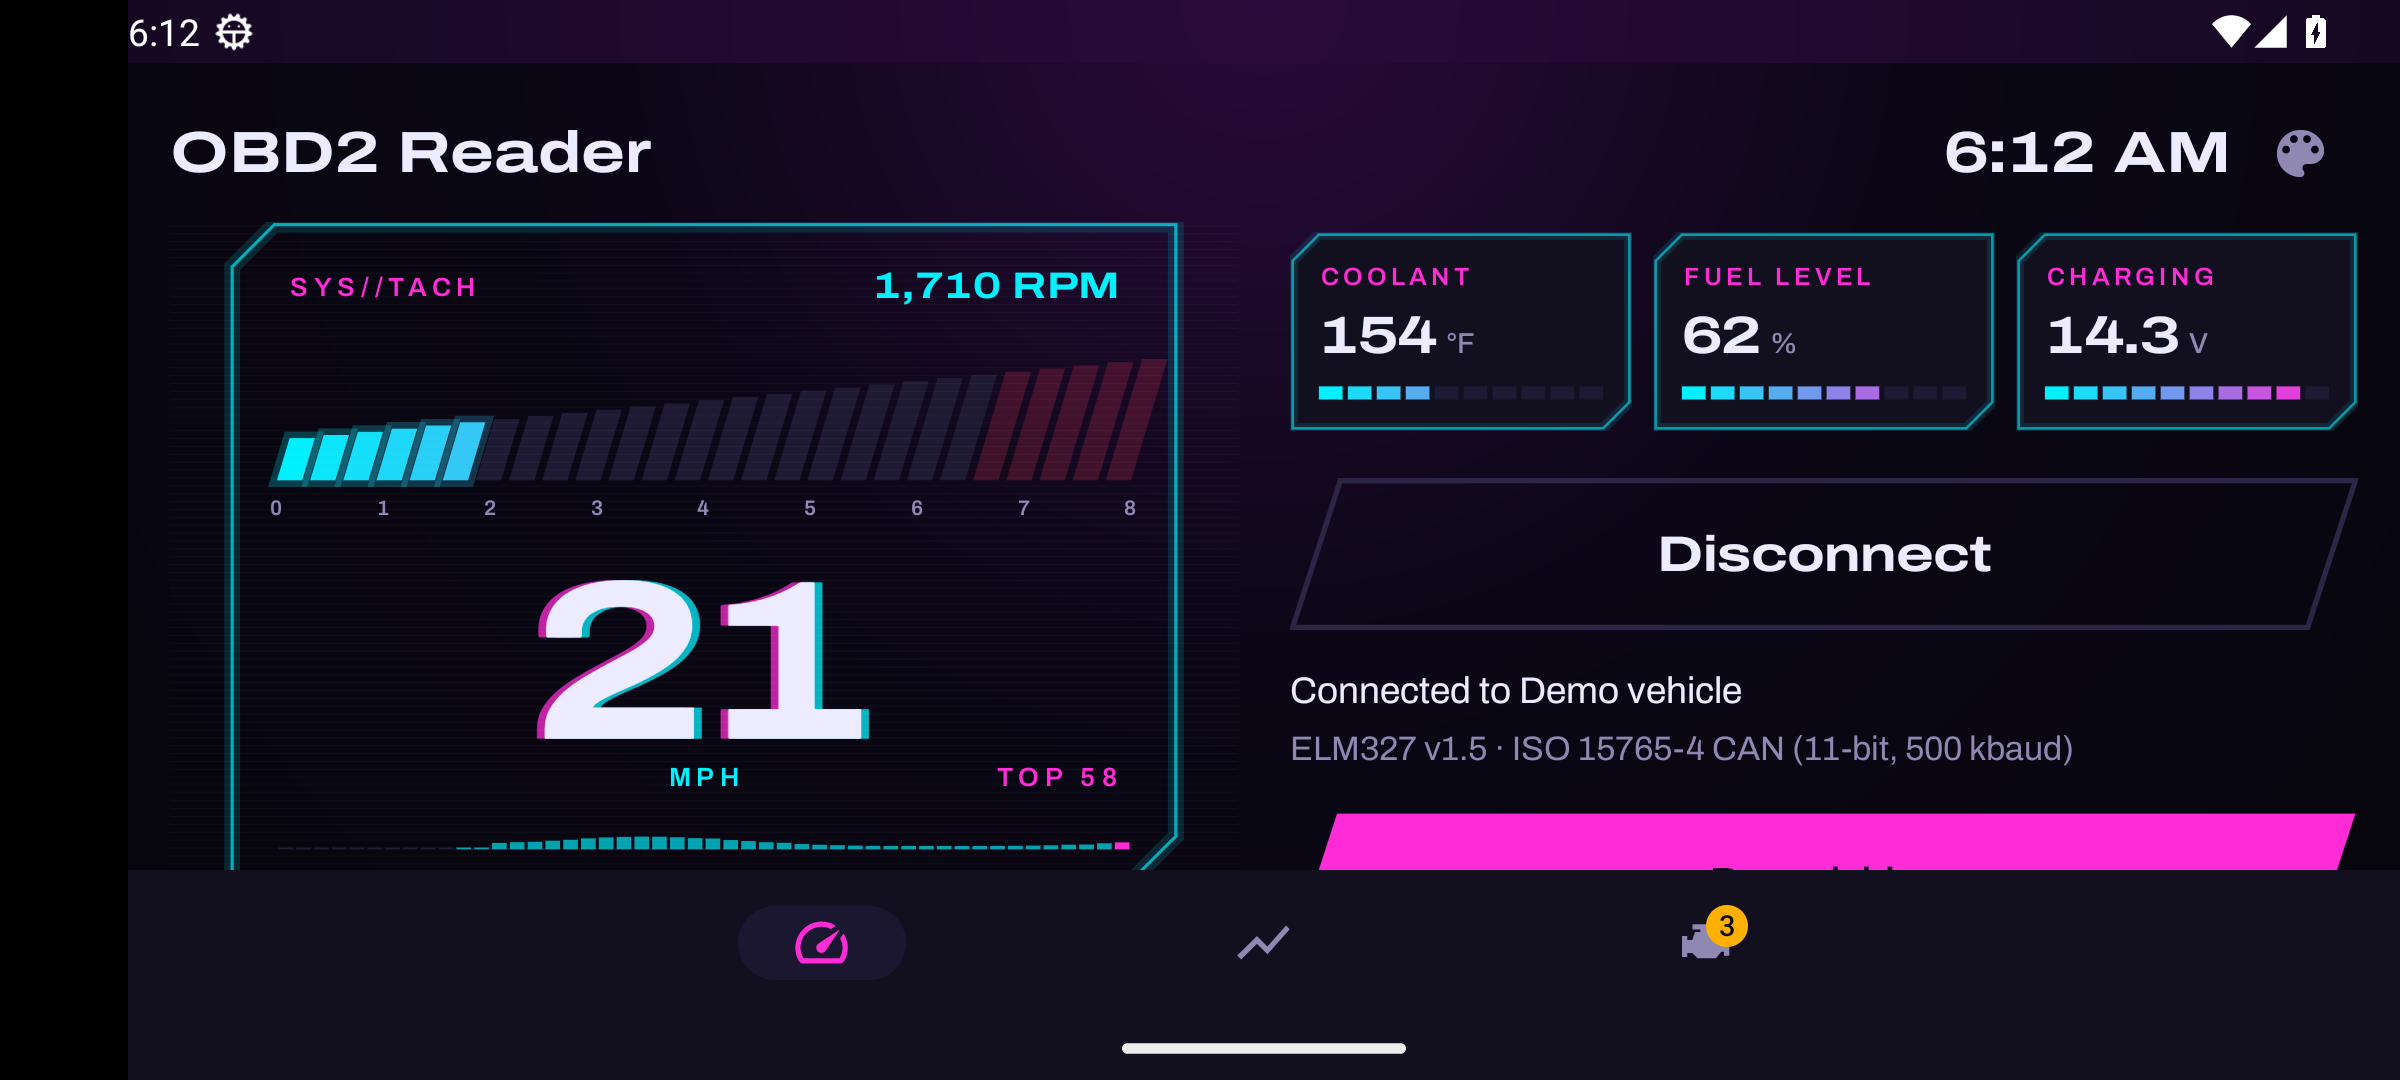 6:12
OBD2 Reader
6:12 AM
SYS//TACH
1,710 RPM
0 1 2 3 4 5 6 7 8
21
MPH
TOP 58
COOLANT
154 °F
FUEL LEVEL
62 %
CHARGING
14.3 V
Disconnect
Connected to Demo vehicle
ELM327 v1.5 · ISO 15765-4 CAN (11-bit, 500 kbaud)
3